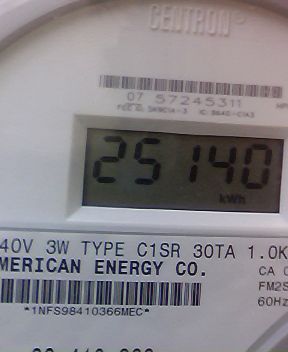 CENTRON®
07 57245311
25140
kWh
40V 3W TYPE C1SR 30TA 1.0K
MERICAN ENERGY CO.
CA 0
FM2S
60Hz
*1NFS98410366MEC*